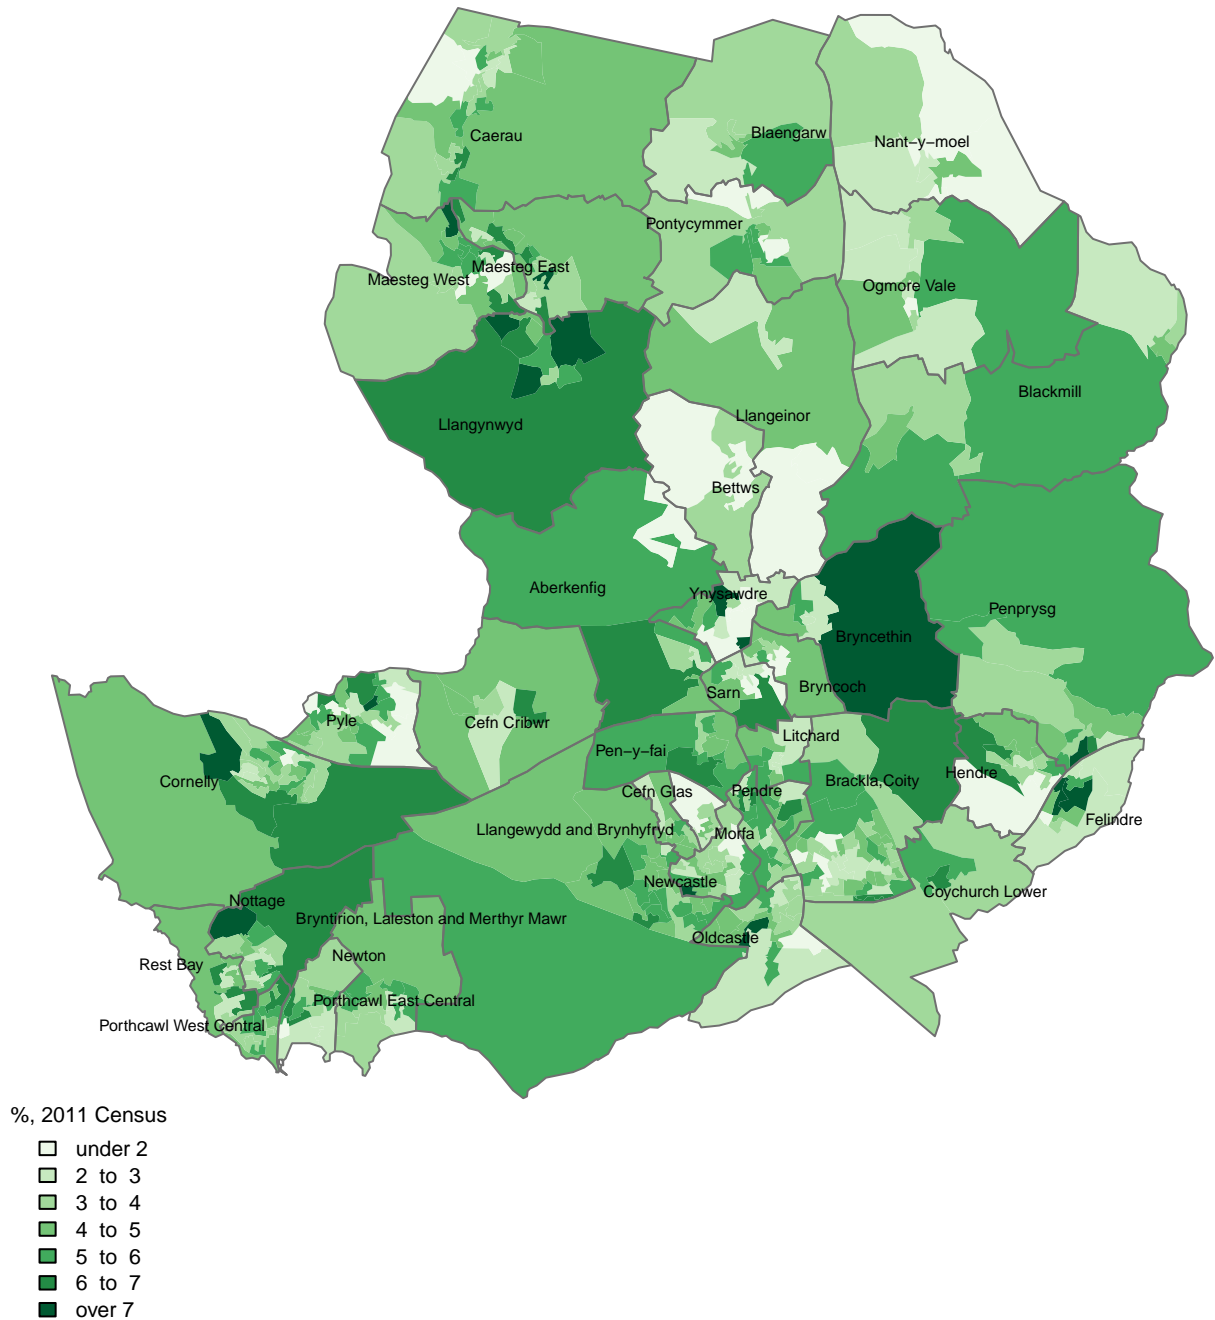 Caerau
Blaengarw
Nant-y-moel
Pontycymmer
Maesteg East
Maesteg West
Ogmore Vale
Blackmill
Llangeinor
Llangynwyd
Bettws
Aberkenfig
Ynysawdre
Penprysg
Bryncethin
Bryncoch
Sarn
Pyle
Cefn Cribwr
Litchard
Pen-y-fai
Hendre
Cornelly
Brackla,Coity
Cefn Glas
Pendre
Felindre
Llangewydd and Brynhyfryd
Morfa
Newcastle
Coychurch Lower
Nottage
Bryntirion, Laleston and Merthyr Mawr
Oldcastle
Newton
Rest Bay
Porthcawl East Central
Porthcawl West Central
%, 2011 Census
under 2
2 to 3
3 to 4
4 to 5
5 to 6
6 to 7
over 7